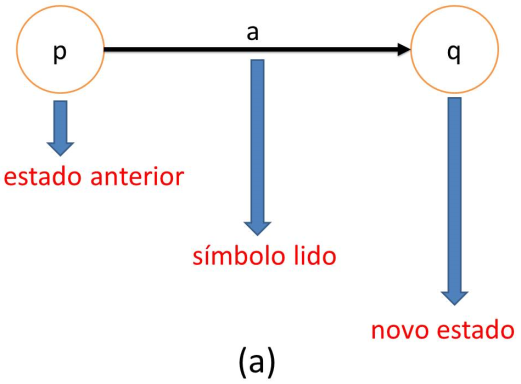 p
a
q
estado anterior
símbolo lido
novo estado
(a)